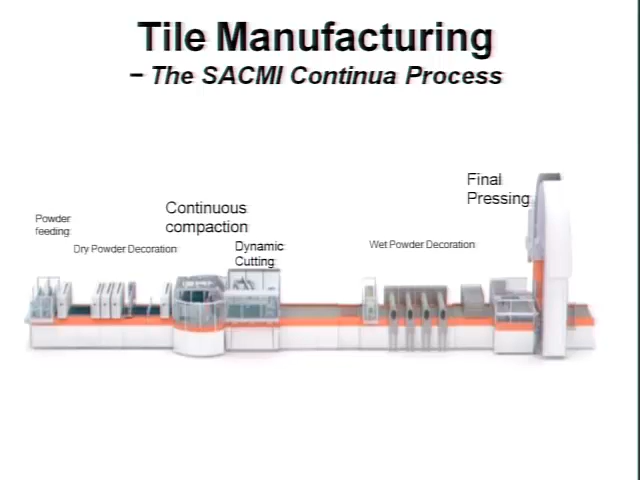 Tile Manufacturing
– The SACMI Continua Process
Final
Pressing
Continuous
compaction
Powder
feeding
Dry Powder Decoration
Dynamic
Cutting
Wet Powder Decoration